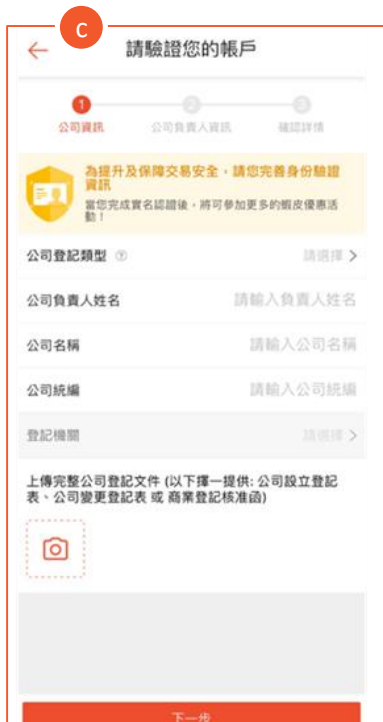 C
請驗證您的帳戶
1 2 3
公司資訊 公司負責人資訊 確認詳情
為提升及保障交易安全，請您完善身份驗證
資訊
當您完成實名認證後，將可參加更多的蝦皮優惠活
動！
公司登記類型 ? 請選擇 >
公司負責人姓名 請輸入負責人姓名
公司名稱 請輸入公司名稱
公司統編 請輸入公司統編
登記機關 請選擇 >
上傳完整公司登記文件 (以下擇一提供: 公司設立登記
表、公司變更登記表 或 商業登記核准函)
下一步